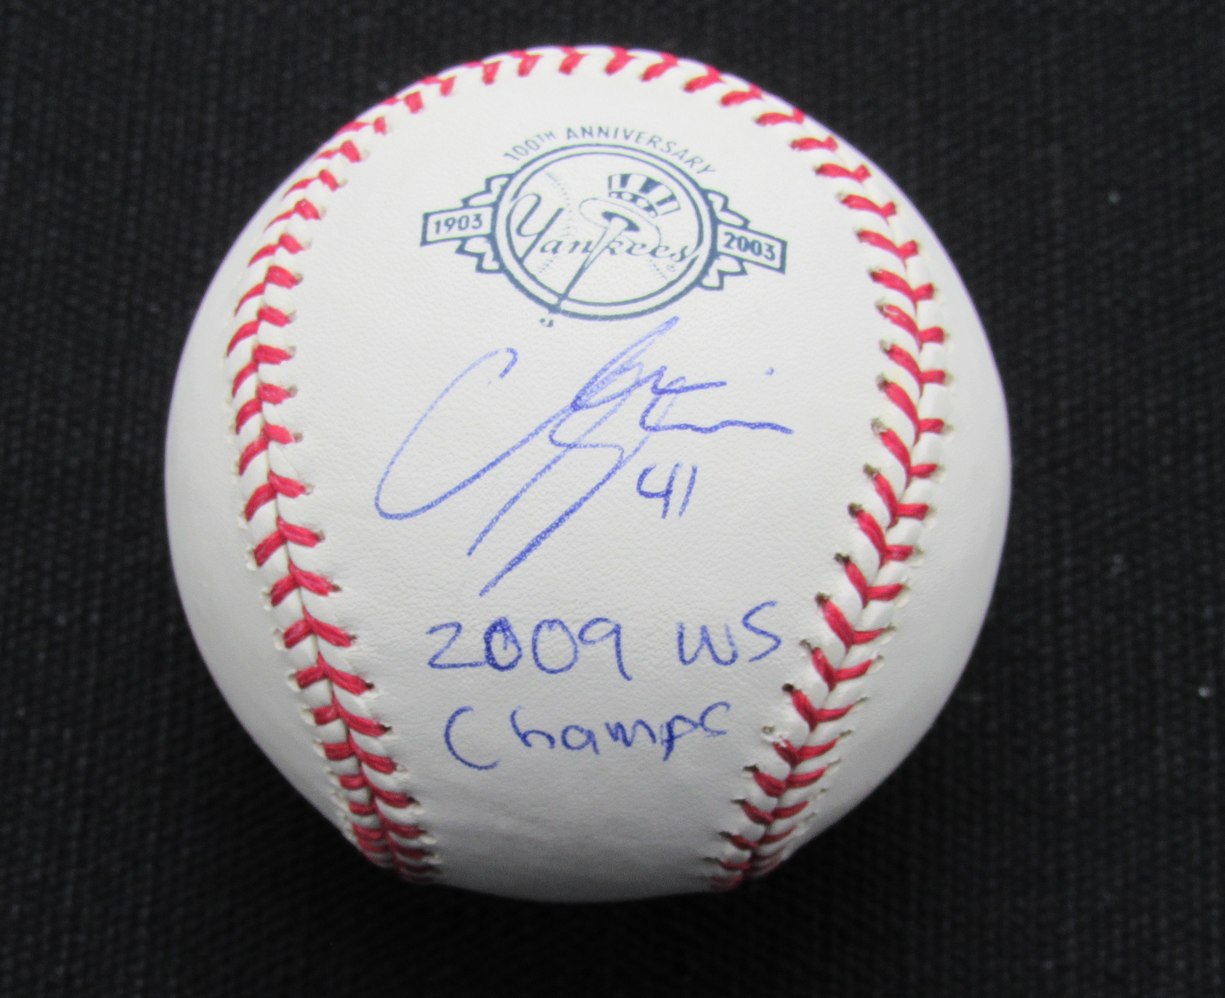 100TH ANNIVERSARY
1903 Yankees 2003
41
2009 WS
Champs